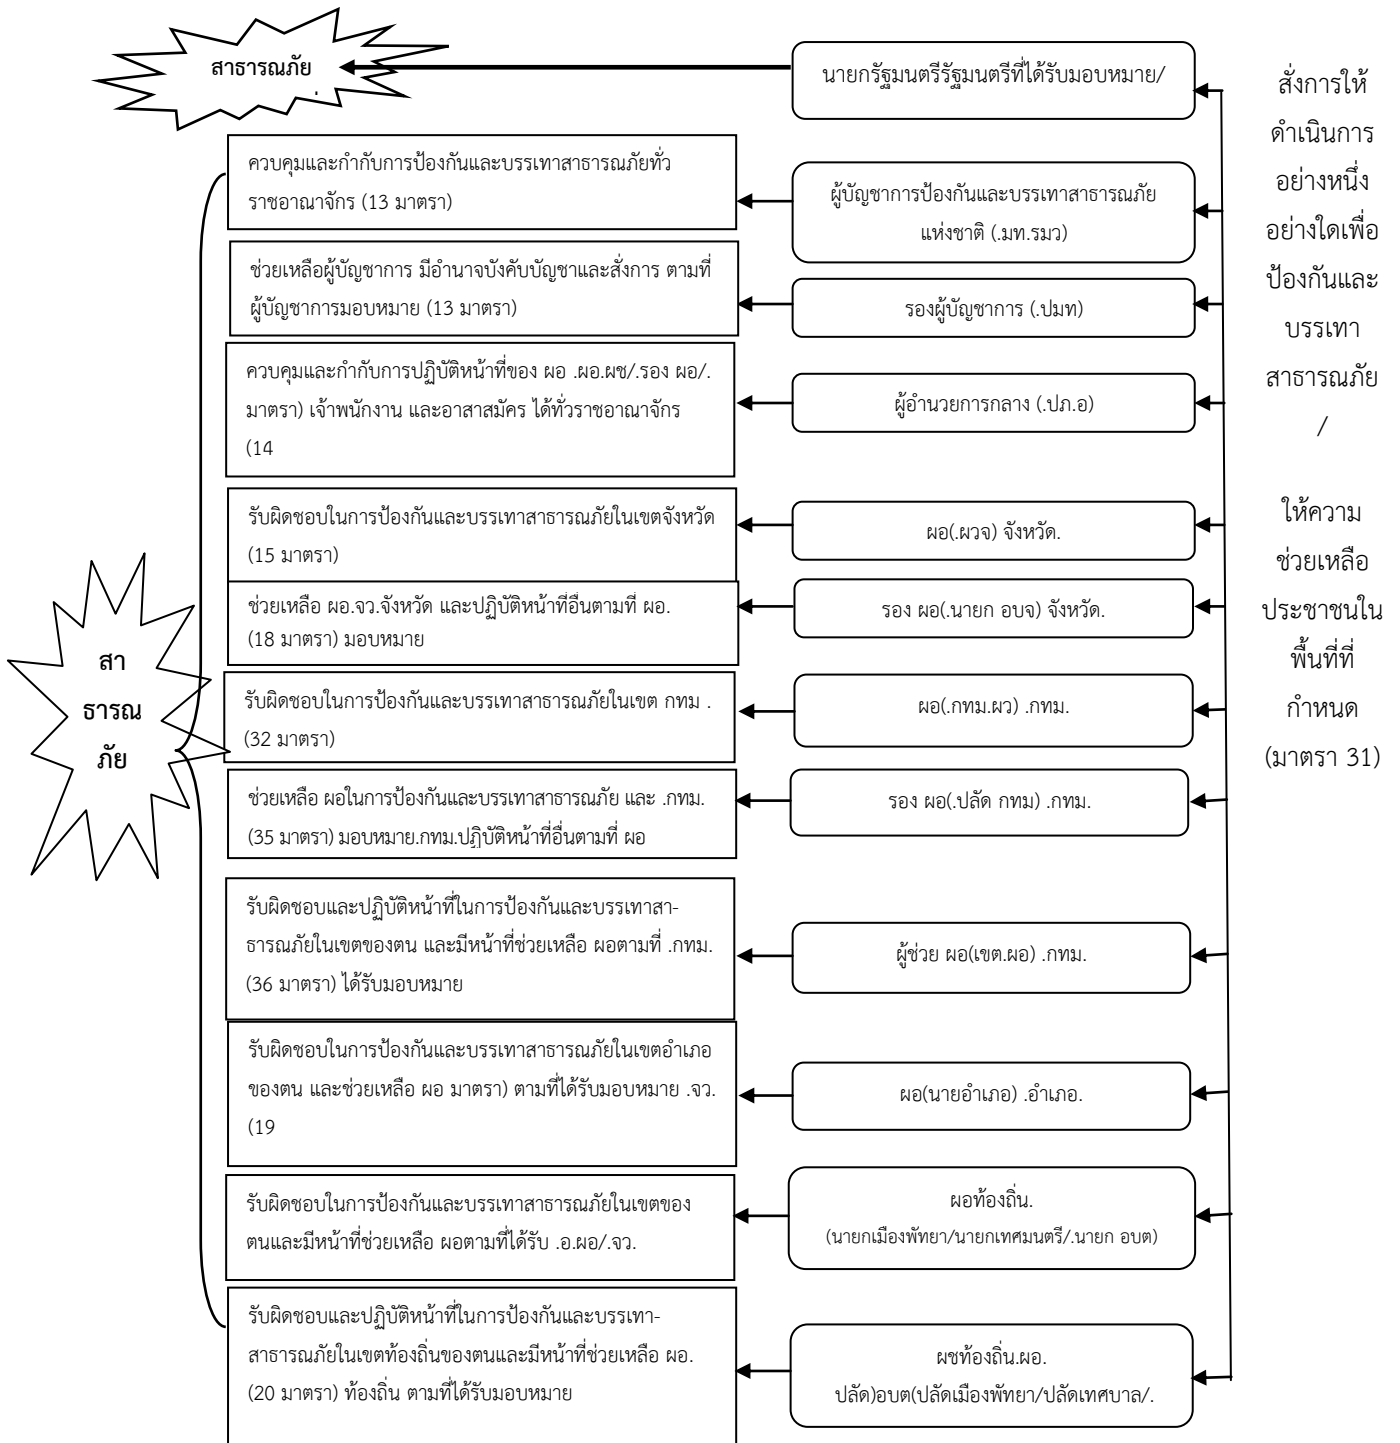 สาธารณภัย
นายกรัฐมนตรีรัฐมนตรีที่ได้รับมอบหมาย/
สั่งการให้
ดำเนินการ
อย่างหนึ่ง
อย่างใดเพื่อ
ป้องกันและ
บรรเทา
สาธารณภัย
/
ให้ความ
ช่วยเหลือ
ประชาชนใน
พื้นที่ที่
กำหนด
(มาตรา 31)
ควบคุมและกำกับการป้องกันและบรรเทาสาธารณภัยทั่ว
ราชอาณาจักร (13 มาตรา)
ผู้บัญชาการป้องกันและบรรเทาสาธารณภัย
แห่งชาติ (.มท.รมว)
ช่วยเหลือผู้บัญชาการ มีอำนาจบังคับบัญชาและสั่งการ ตามที่
ผู้บัญชาการมอบหมาย (13 มาตรา)
รองผู้บัญชาการ (.ปมท)
ควบคุมและกำกับการปฏิบัติหน้าที่ของ ผอ .ผอ.ผช/.รอง ผอ/.
มาตรา) เจ้าพนักงาน และอาสาสมัคร ได้ทั่วราชอาณาจักร
(14
ผู้อำนวยการกลาง (.ปภ.อ)
รับผิดชอบในการป้องกันและบรรเทาสาธารณภัยในเขตจังหวัด
(15 มาตรา)
ผอ(.ผวจ) จังหวัด.
ช่วยเหลือ ผอ.จว.จังหวัด และปฏิบัติหน้าที่อื่นตามที่ ผอ.
(18 มาตรา) มอบหมาย
รอง ผอ(.นายก อบจ) จังหวัด.
สา
ธารณ
ภัย
รับผิดชอบในการป้องกันและบรรเทาสาธารณภัยในเขต กทม .
(32 มาตรา)
ผอ(.กทม.ผว) .กทม.
ช่วยเหลือ ผอในการป้องกันและบรรเทาสาธารณภัย และ .กทม.
(35 มาตรา) มอบหมาย.กทม.ปฏิบัติหน้าที่อื่นตามที่ ผอ
รอง ผอ(.ปลัด กทม) .กทม.
รับผิดชอบและปฏิบัติหน้าที่ในการป้องกันและบรรเทาสา-
ธารณภัยในเขตของตน และมีหน้าที่ช่วยเหลือ ผอตามที่ .กทม.
(36 มาตรา) ได้รับมอบหมาย
ผู้ช่วย ผอ(เขต.ผอ) .กทม.
รับผิดชอบในการป้องกันและบรรเทาสาธารณภัยในเขตอำเภอ
ของตน และช่วยเหลือ ผอ มาตรา) ตามที่ได้รับมอบหมาย .จว.
(19
ผอ(นายอำเภอ) .อำเภอ.
รับผิดชอบในการป้องกันและบรรเทาสาธารณภัยในเขตของ
ตนและมีหน้าที่ช่วยเหลือ ผอตามที่ได้รับ .อ.ผอ/.จว.
ผอท้องถิ่น.
(นายกเมืองพัทยา/นายกเทศมนตรี/.นายก อบต)
รับผิดชอบและปฏิบัติหน้าที่ในการป้องกันและบรรเทา-
สาธารณภัยในเขตท้องถิ่นของตนและมีหน้าที่ช่วยเหลือ ผอ.
(20 มาตรา) ท้องถิ่น ตามที่ได้รับมอบหมาย
ผชท้องถิ่น.ผอ.
ปลัด)อบต(ปลัดเมืองพัทยา/ปลัดเทศบาล/.